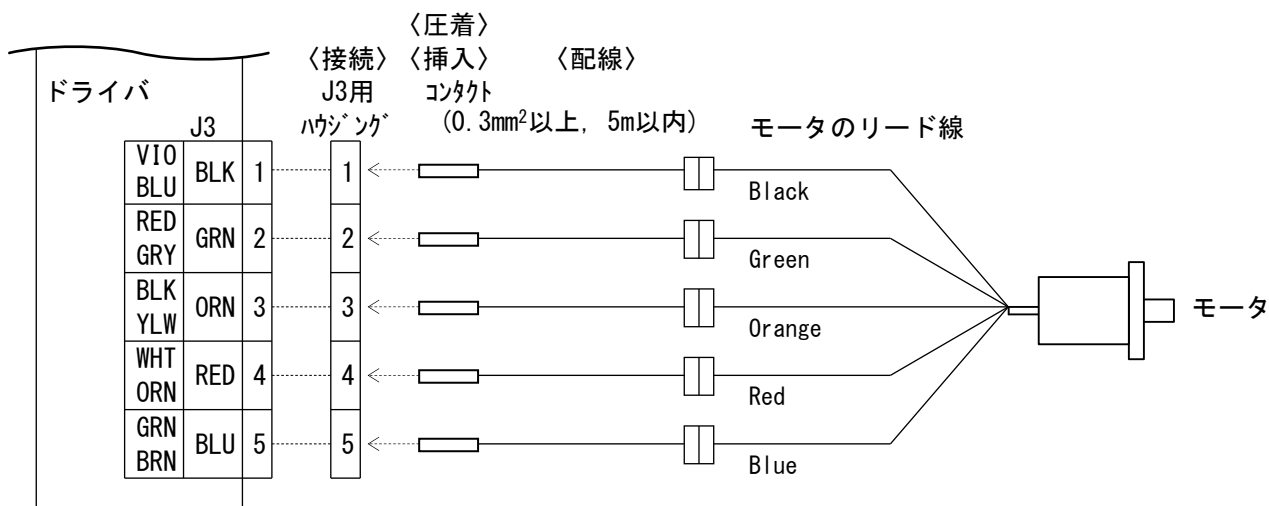 〈圧着〉
〈接続〉 〈挿入〉 〈配線〉
ドライバ J3用 コンタクト
J3 ハウジング (0.3mm²以上, 5m以内) モータのリード線
VIO
BLU BLK 1 1 Black
RED
GRY GRN 2 2 Green
BLK
YLW ORN 3 3 Orange
モータ
WHT
ORN RED 4 4 Red
GRN
BRN BLU 5 5 Blue